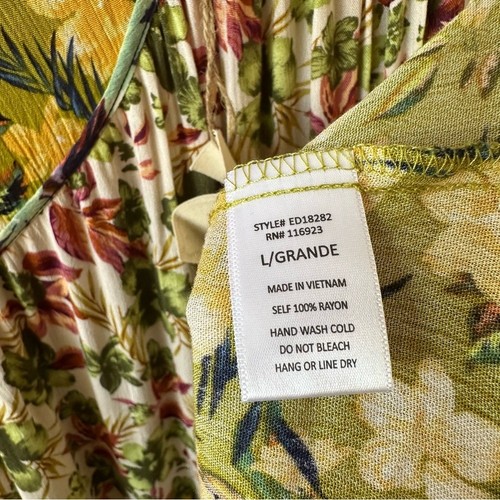 STYLE# ED18282
RN# 116923
L/GRANDE
MADE IN VIETNAM
SELF 100% RAYON
HAND WASH COLD
DO NOT BLEACH
HANG OR LINE DRY